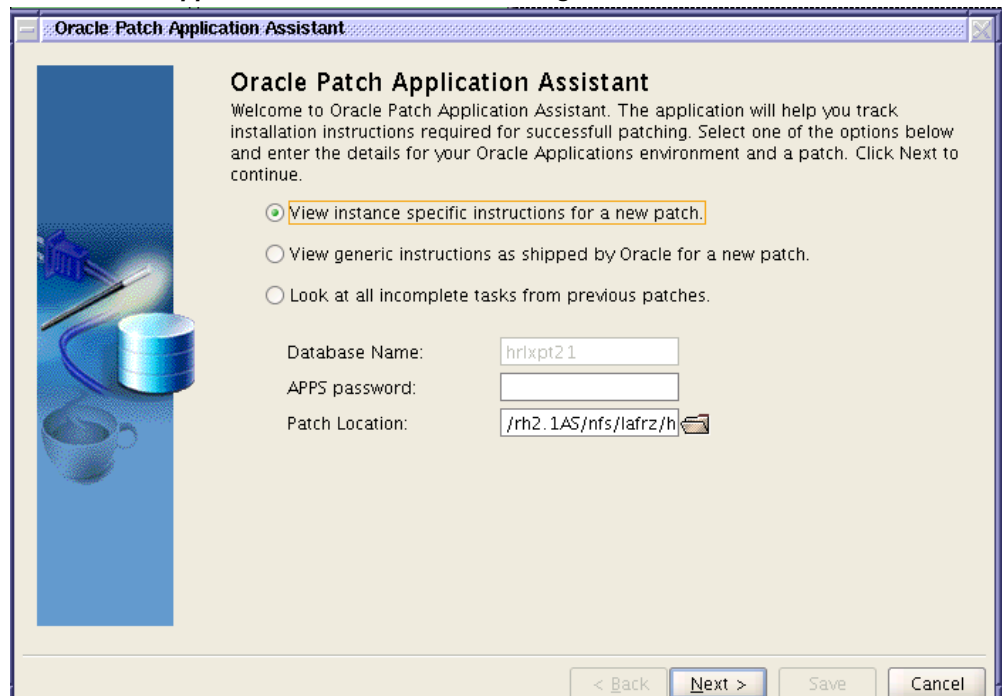 Oracle Patch Application Assistant
Oracle Patch Application Assistant
Welcome to Oracle Patch Application Assistant. The application will help you track
installation instructions required for successfull patching. Select one of the options below
and enter the details for your Oracle Applications environment and a patch. Click Next to
continue.
View instance specific instructions for a new patch.
View generic instructions as shipped by Oracle for a new patch.
Look at all incomplete tasks from previous patches.
Database Name: hrlxpt21
APPS password:
Patch Location: /rh2.1AS/nfs/lafrz/h
< Back Next > Save Cancel